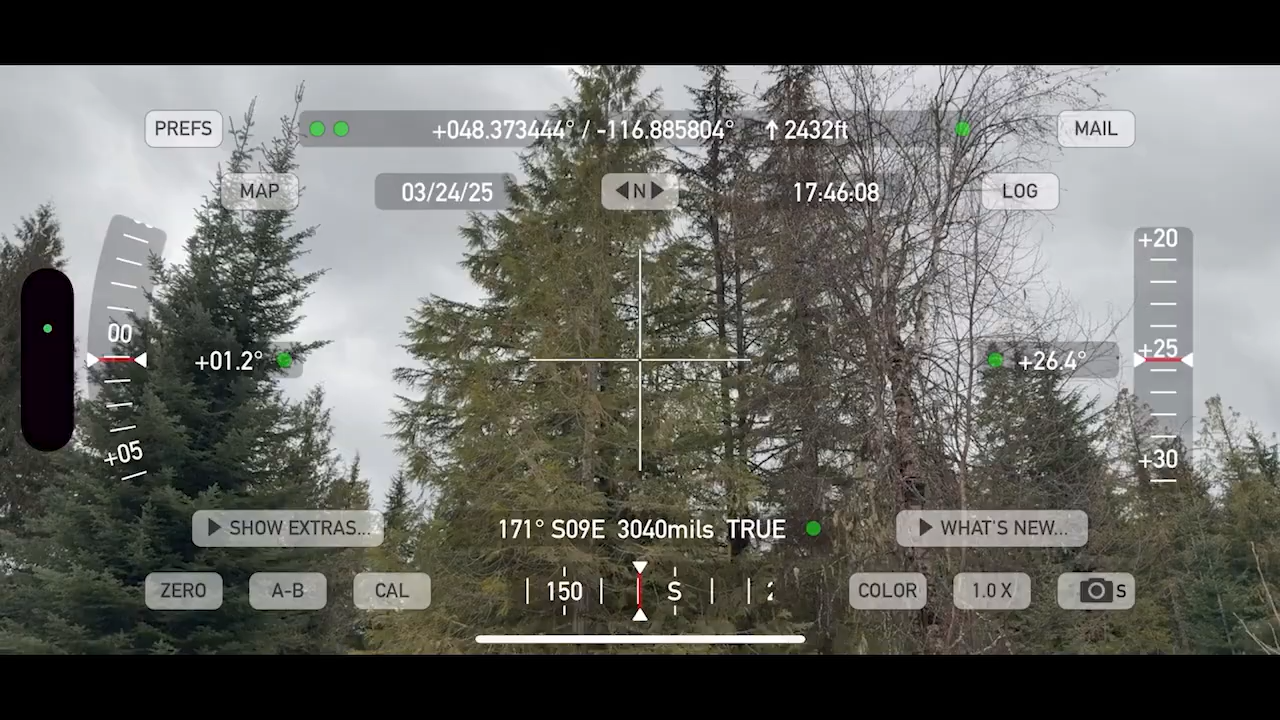 PREFS +048.373444° / -116.885804° ↑ 2432ft MAIL
MAP 03/24/25 N 17:46:08 LOG
+20
00
+25
+01.2° +26.4°
+05
+30
SHOW EXTRAS... 171° S09E 3040mils TRUE WHAT'S NEW...
ZERO A-B CAL 150 S COLOR 1.0 X S